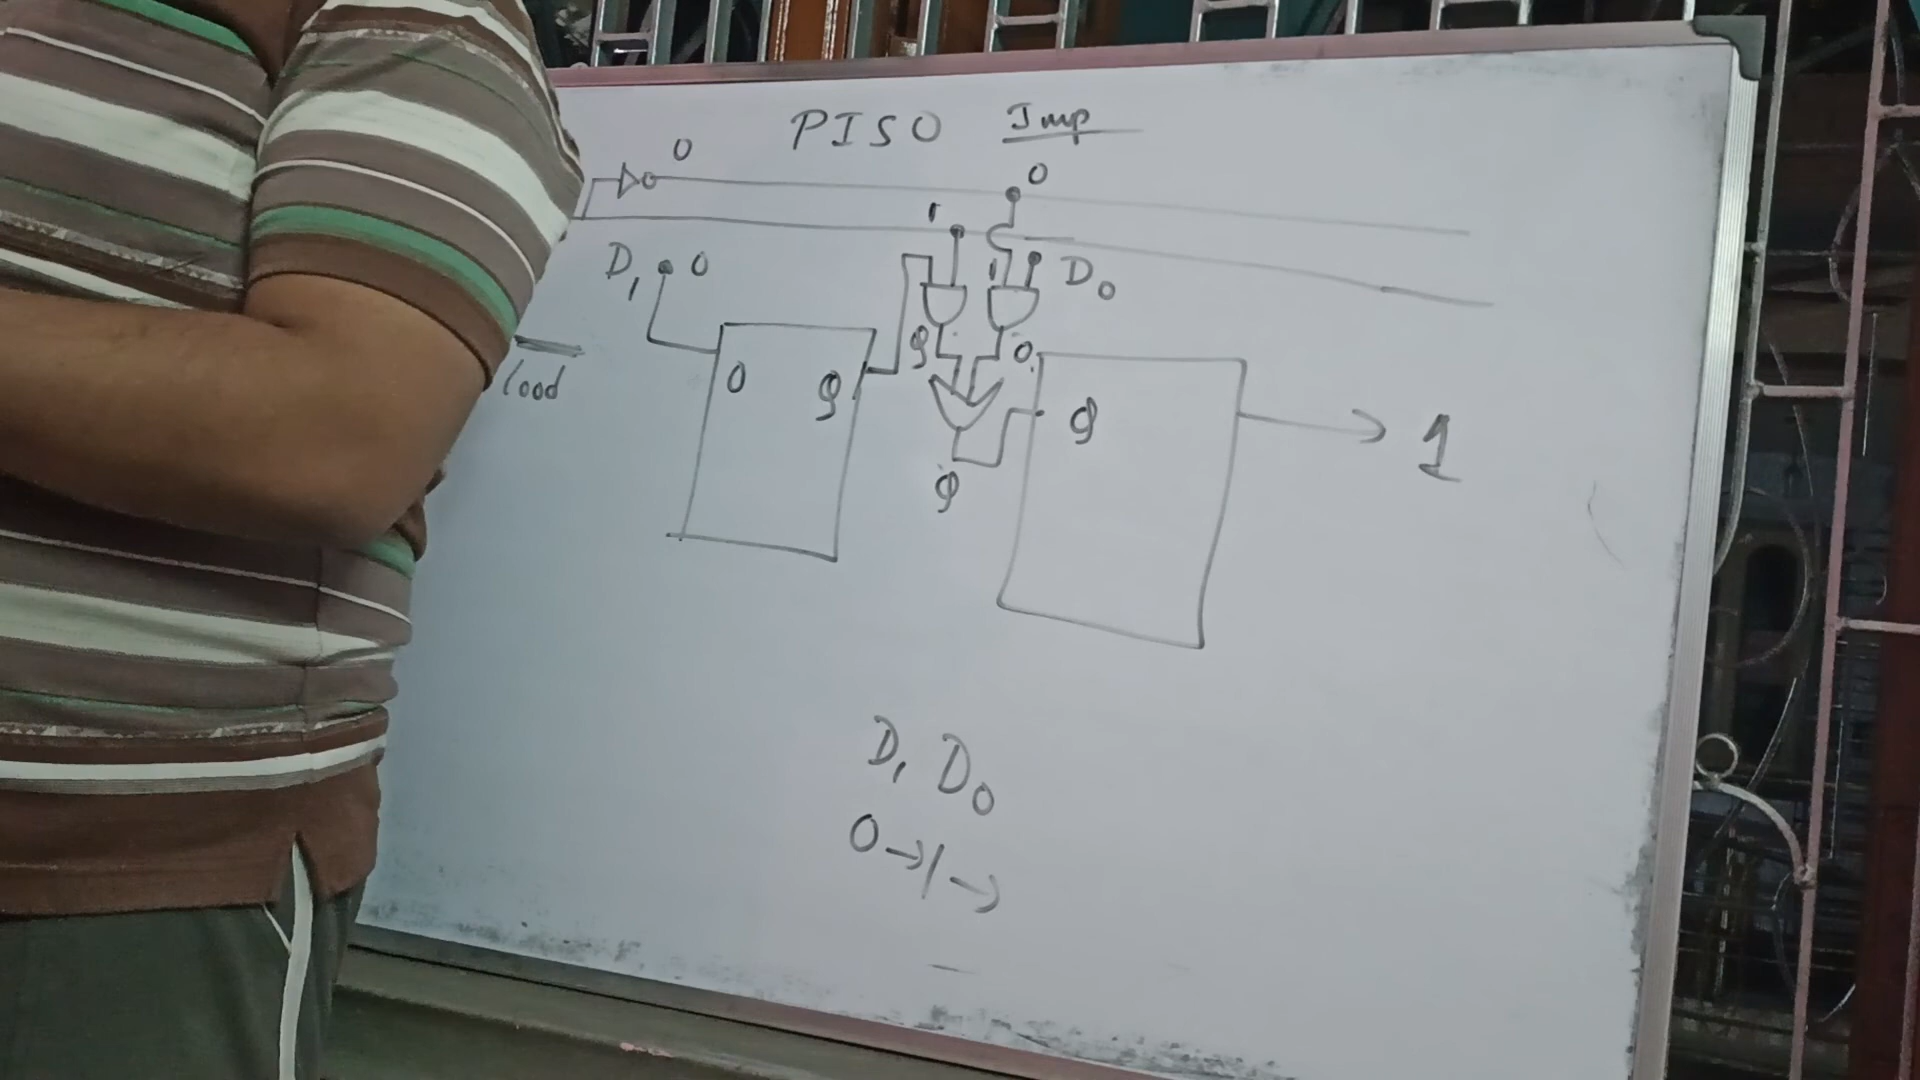 PISO Imp
0
0
1
D₁ 0
1 D₀
0
load
0
1
D₁ D₀
0→1→